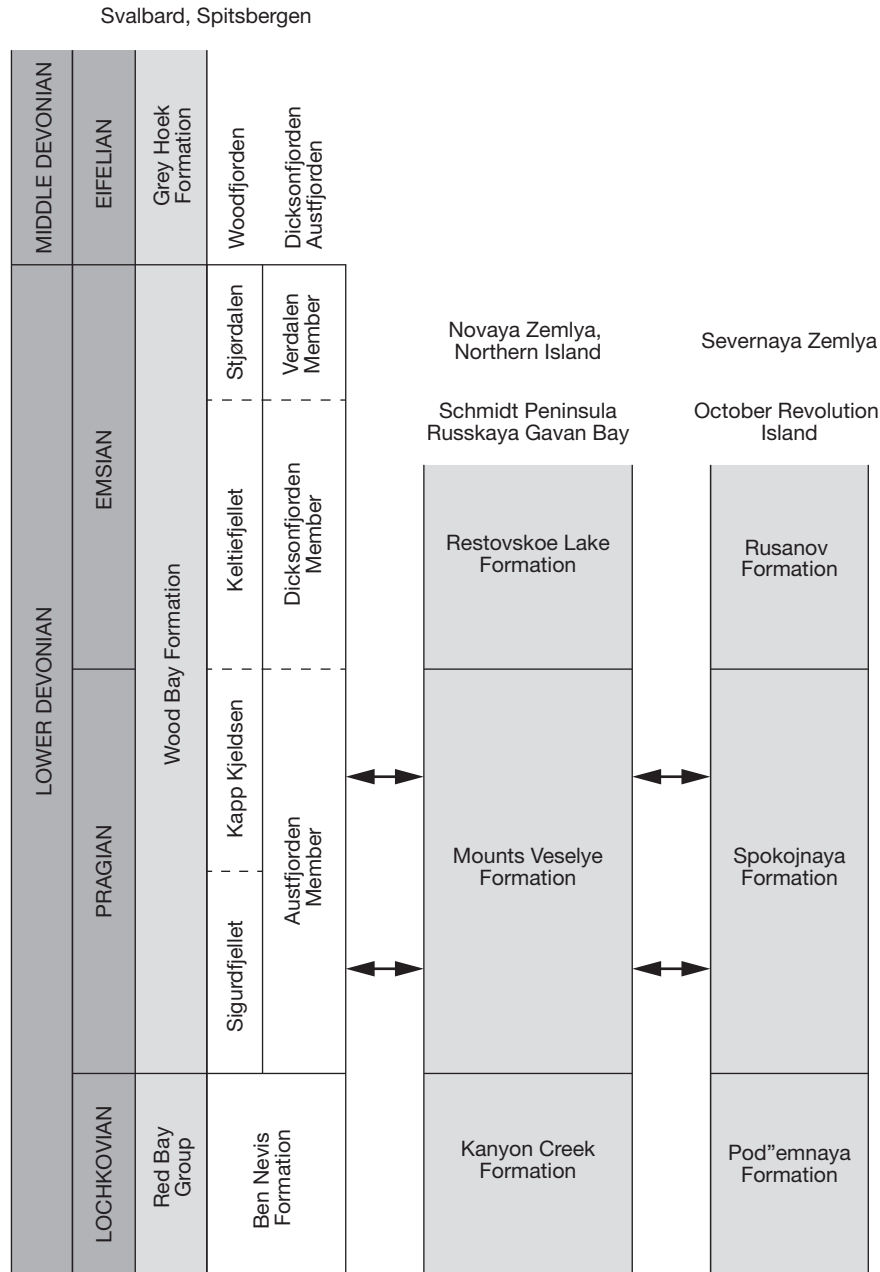 Svalbard, Spitsbergen
MIDDLE DEVONIAN
EIFELIAN
Grey Hoek
Formation
Woodfjorden
Dicksonfjorden
Austfjorden
LOWER DEVONIAN
EMSIAN
PRAGIAN
LOCHKOVIAN
Wood Bay Formation
Red Bay
Group
Stjørdalen
Verdalen
Member
Keltiefjellet
Dicksonfjorden
Member
Kapp Kjeldsen
Sigurdfjellet
Austfjorden
Member
Ben Nevis
Formation
Novaya Zemlya,
Northern Island
Schmidt Peninsula
Russkaya Gavan Bay
Restovskoe Lake
Formation
Mounts Veselye
Formation
Kanyon Creek
Formation
Severnaya Zemlya
October Revolution
Island
Rusanov
Formation
Spokojnaya
Formation
Pod”emnaya
Formation